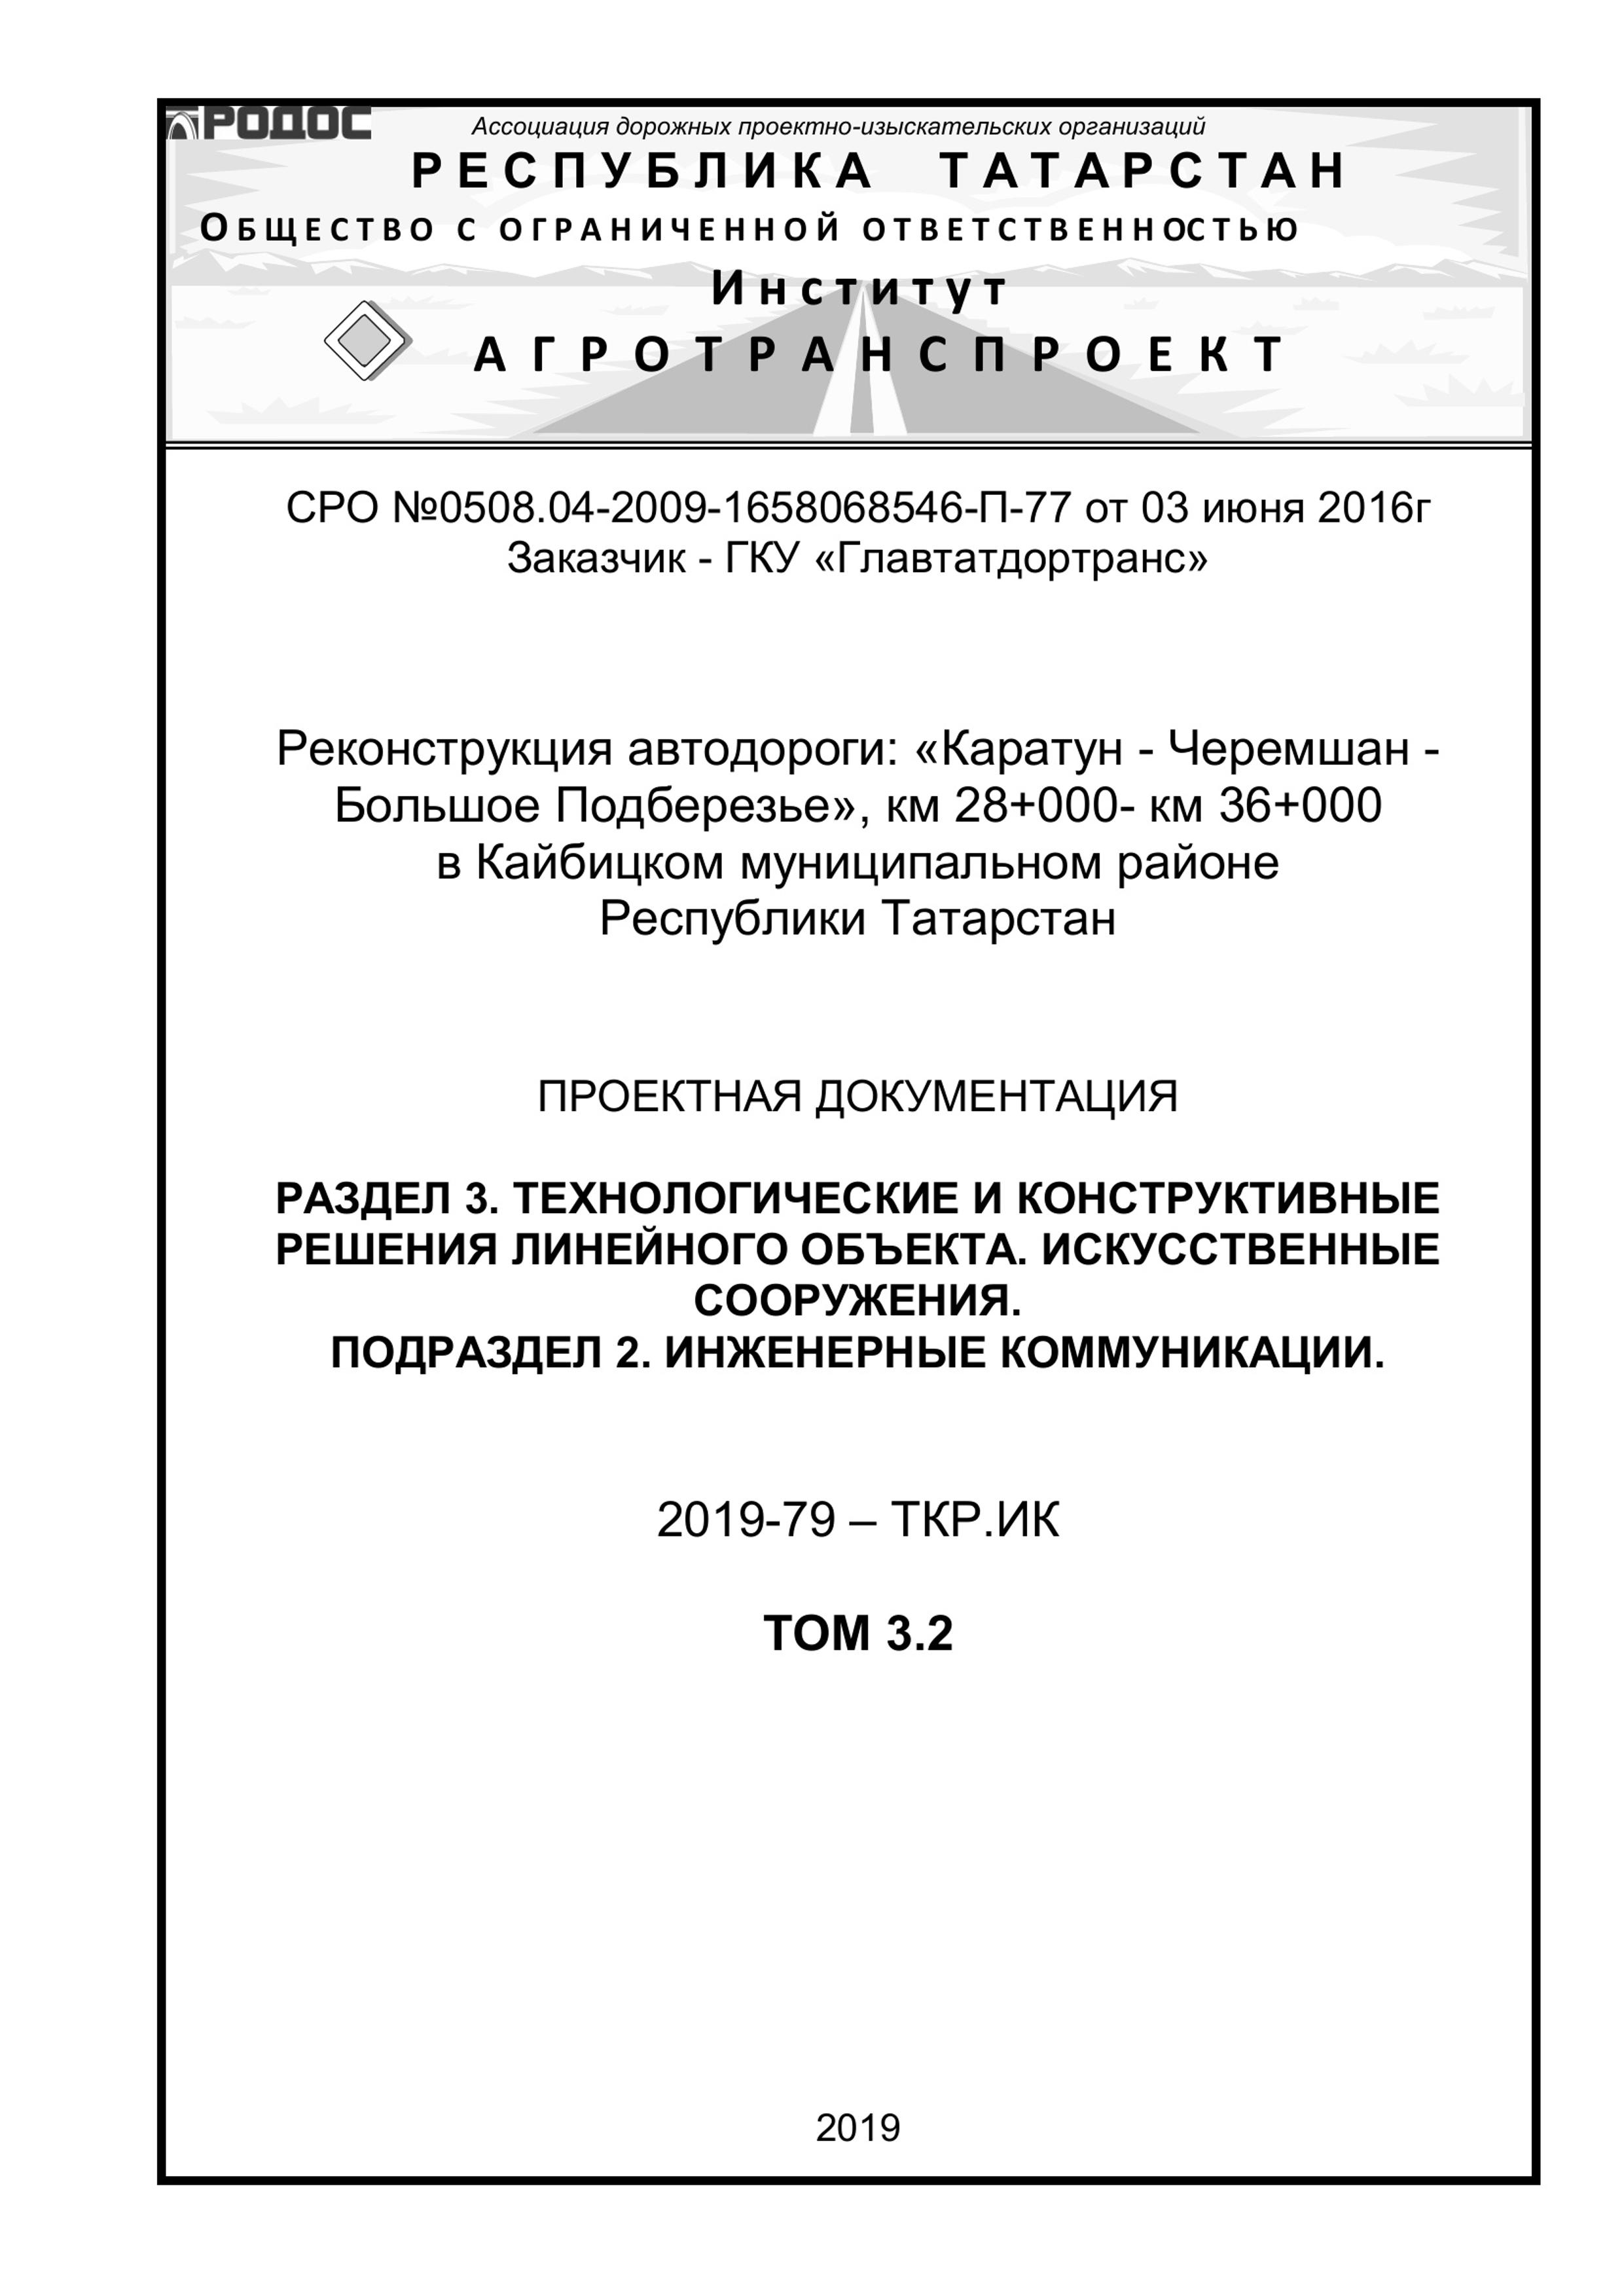 РОДОС
Ассоциация дорожных проектно-изыскательских организаций
РЕСПУБЛИКА ТАТАРСТАН
ОБЩЕСТВО С ОГРАНИЧЕННОЙ ОТВЕТСТВЕННОСТЬЮ
Институт
АГРОТРАНСПРОЕКТ
СРО №0508.04-2009-1658068546-П-77 от 03 июня 2016г
Заказчик - ГКУ «Главтатдортранс»
Реконструкция автодороги: «Каратун - Черемшан -
Большое Подберезье», км 28+000- км 36+000
в Кайбицком муниципальном районе
Республики Татарстан
ПРОЕКТНАЯ ДОКУМЕНТАЦИЯ
РАЗДЕЛ 3. ТЕХНОЛОГИЧЕСКИЕ И КОНСТРУКТИВНЫЕ
РЕШЕНИЯ ЛИНЕЙНОГО ОБЪЕКТА. ИСКУССТВЕННЫЕ
СООРУЖЕНИЯ.
ПОДРАЗДЕЛ 2. ИНЖЕНЕРНЫЕ КОММУНИКАЦИИ.
2019-79 – ТКР.ИК
ТОМ 3.2
2019